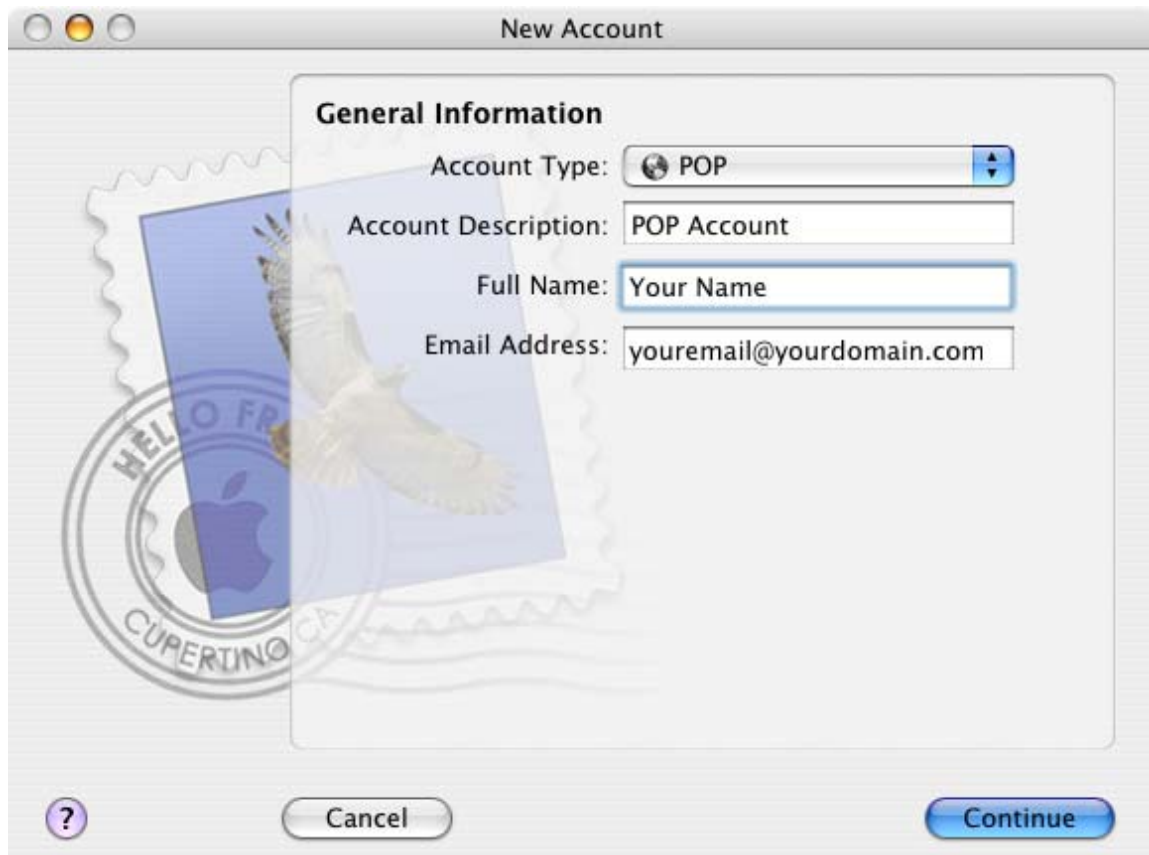 New Account
General Information
Account Type: POP
Account Description: POP Account
Full Name: Your Name
Email Address: youremail@yourdomain.com
HELLO FR
CUPERTINO CA
?
Cancel
Continue